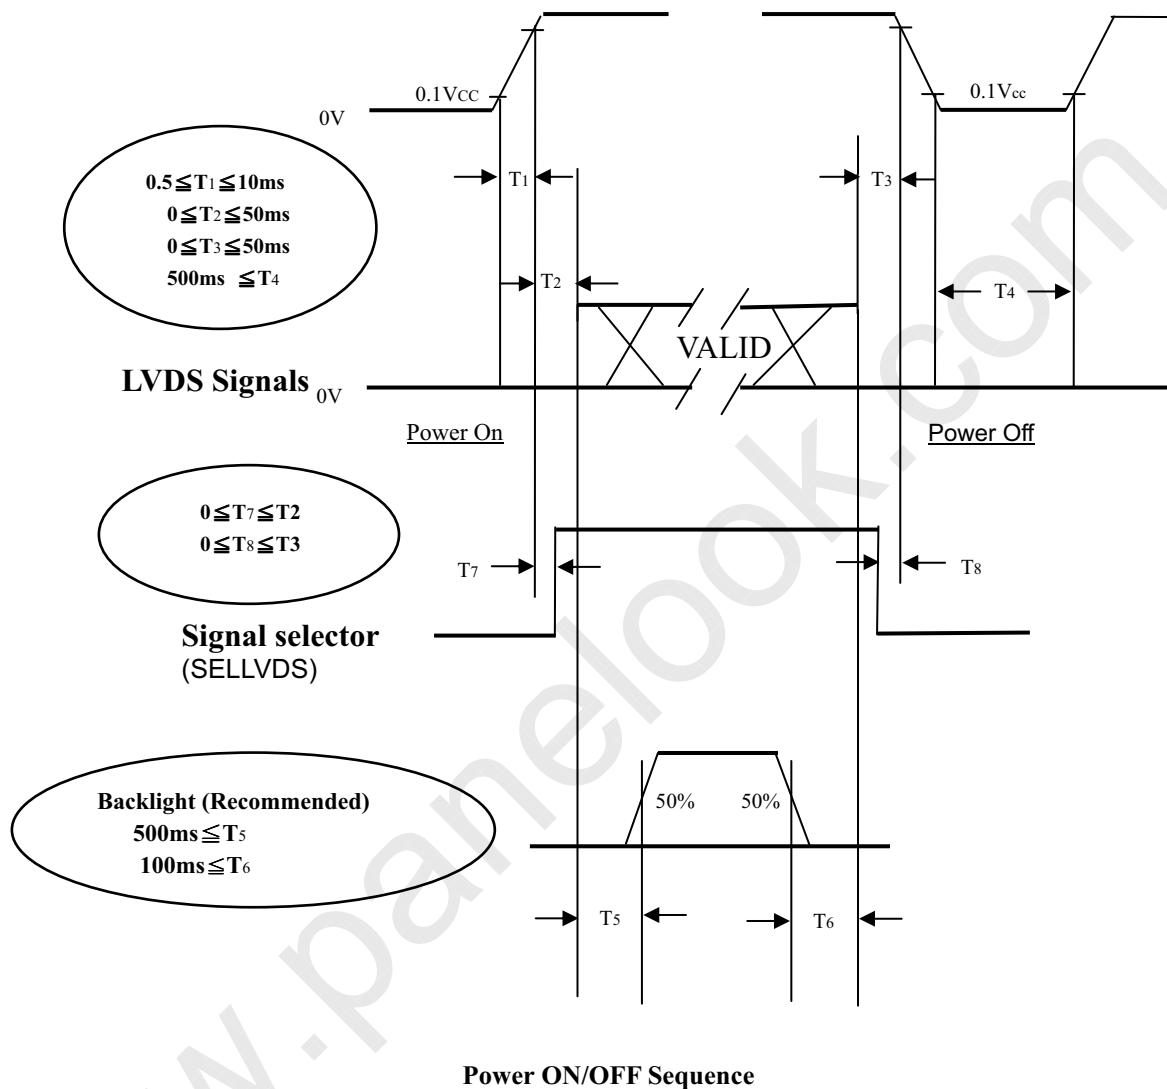 0.1VCC
0.1Vcc
0V
0.5≦T1≦10ms
0≦T2≦50ms
0≦T3≦50ms
500ms ≦T4
T1
T3
T2
T4
VALID
LVDS Signals 0V
Power On
Power Off
0≦T7≦T2
0≦T8≦T3
T7
T8
Signal selector
(SELLVDS)
Backlight (Recommended)
500ms≦T5
100ms≦T6
50%
50%
T5
T6
Power ON/OFF Sequence
w.panelook.com